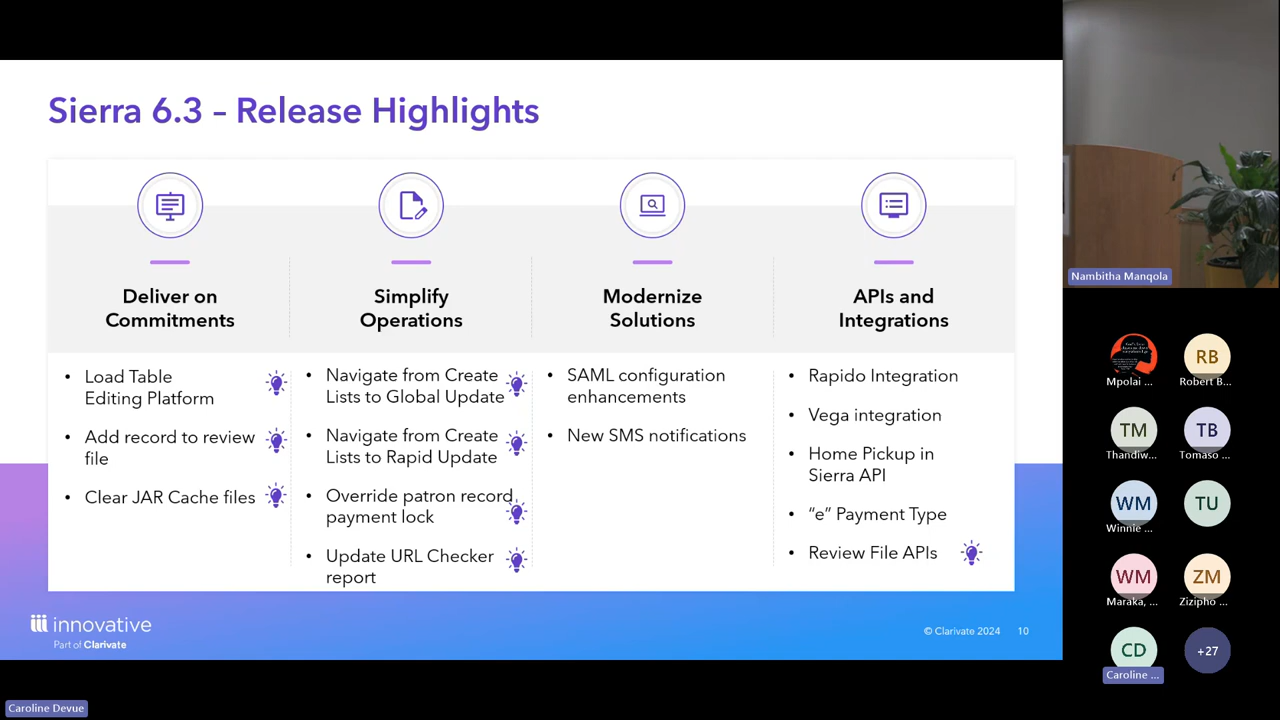 Sierra 6.3 – Release Highlights
Deliver on
Commitments
Load Table
Editing Platform
Add record to review
file
Clear JAR Cache files
Simplify
Operations
Navigate from Create
Lists to Global Update
Navigate from Create
Lists to Rapid Update
Override patron record
payment lock
Update URL Checker
report
Modernize
Solutions
SAML configuration
enhancements
New SMS notifications
APIs and
Integrations
Rapido Integration
Vega integration
Home Pickup in
Sierra API
“e” Payment Type
Review File APIs
innovative
Part of Clarivate
© Clarivate 2024 10
Caroline Devue
Nambitha Manqola
Mpolai ...
RB
Robert B...
TM
Thandiw...
TB
Tomaso ...
WM
Winnie ...
TU
WM
Maraka, ...
ZM
Zizipho ...
CD
Caroline ...
+27